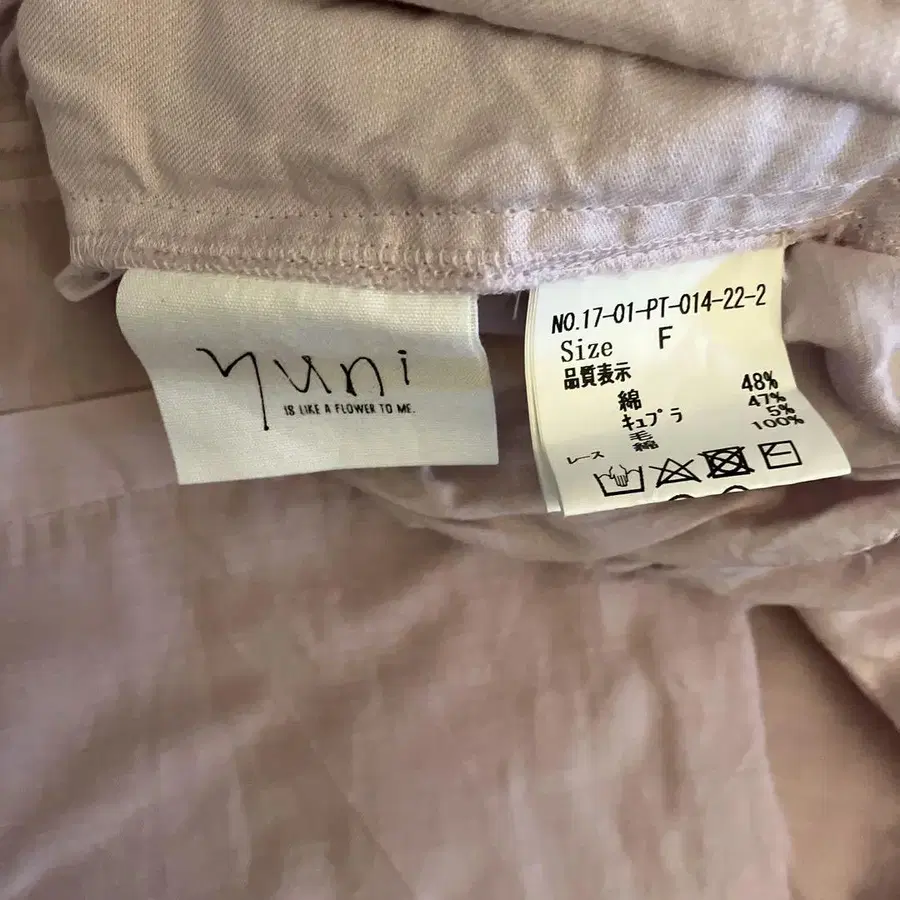 yuni
IS LIKE A FLOWER TO ME.
NO.17-01-PT-014-22-2
Size F
品質表示
綿 48%
キュプラ 47%
毛 5%
レース 綿 100%